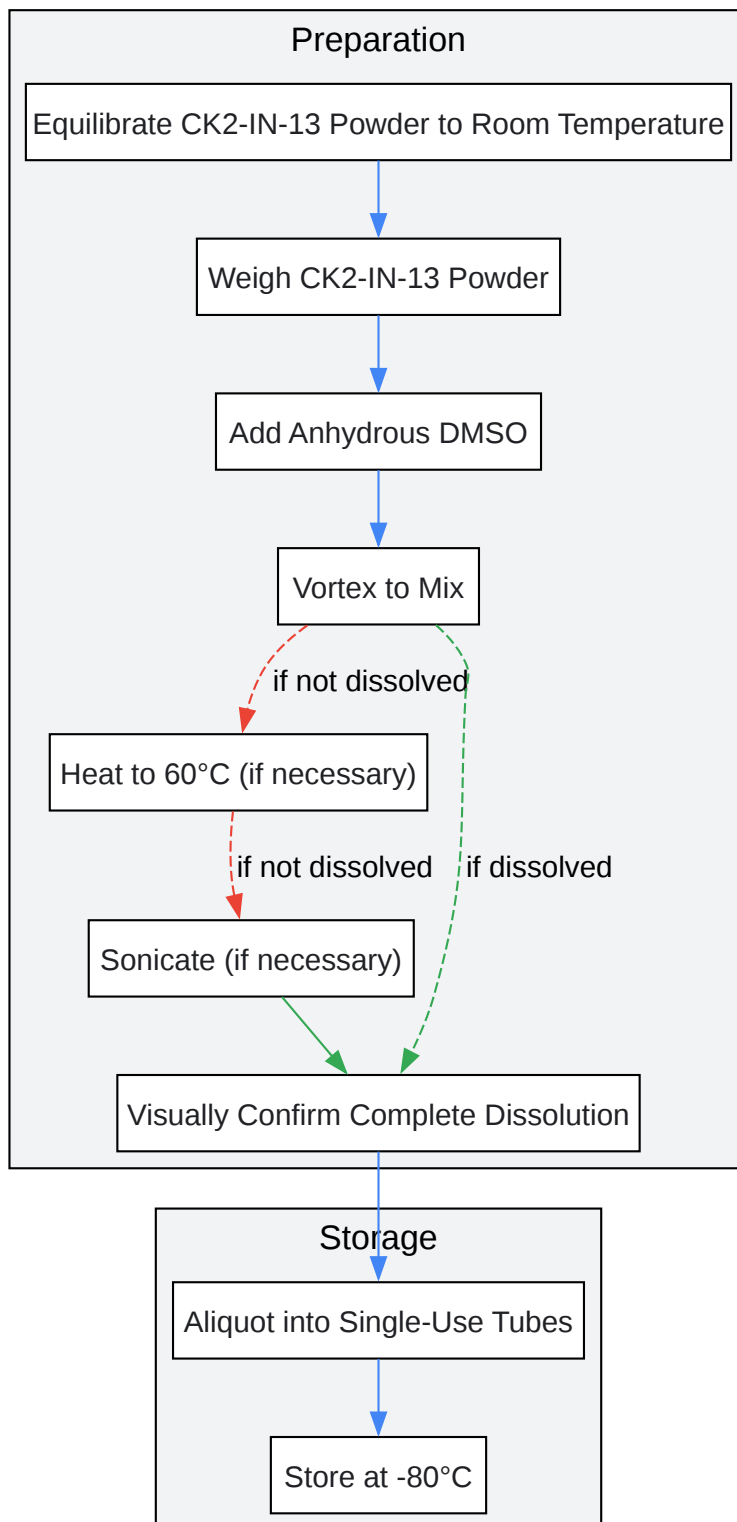 Preparation
Equilibrate CK2-IN-13 Powder to Room Temperature
Weigh CK2-IN-13 Powder
Add Anhydrous DMSO
Vortex to Mix
if not dissolved
Heat to 60°C (if necessary)
if not dissolved
if dissolved
Sonicate (if necessary)
Visually Confirm Complete Dissolution
Storage
Aliquot into Single-Use Tubes
Store at -80°C